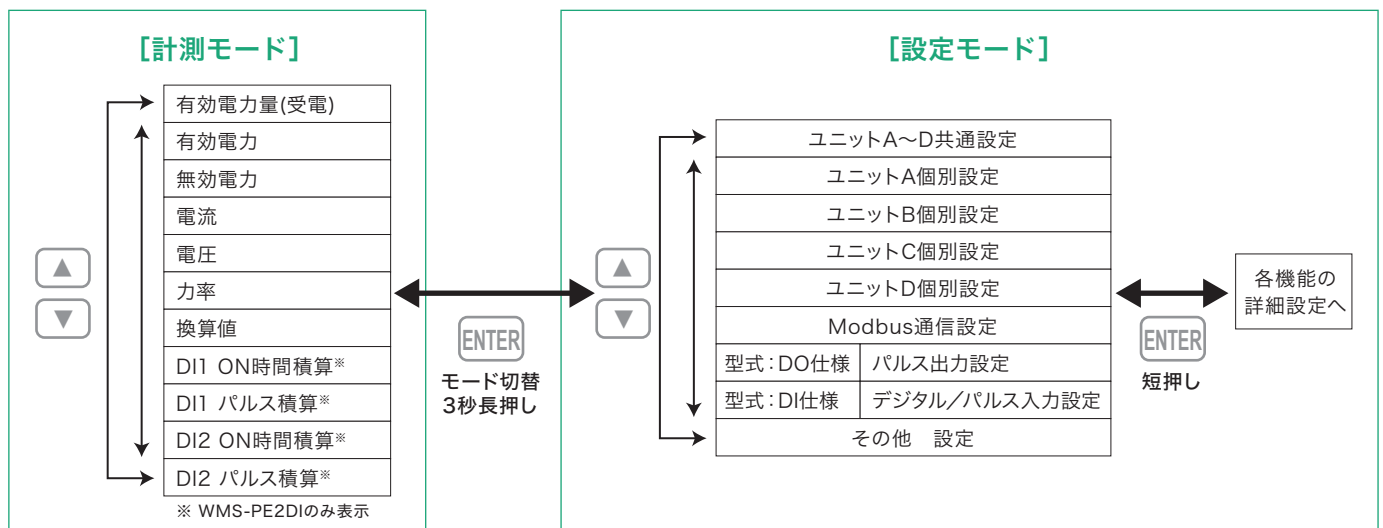 [計測モード]
有効電力量(受電)
有効電力
無効電力
電流
電圧
力率
換算値
DI1 ON時間積算※
DI1 パルス積算※
DI2 ON時間積算※
DI2 パルス積算※
※ WMS-PE2DIのみ表示
▲
▼
ENTER
モード切替
3秒長押し
[設定モード]
▲
▼
ユニットA〜D共通設定
ユニットA個別設定
ユニットB個別設定
ユニットC個別設定
ユニットD個別設定
Modbus通信設定
型式：DO仕様 パルス出力設定
型式：DI仕様 デジタル／パルス入力設定
その他　設定
ENTER
短押し
各機能の
詳細設定へ